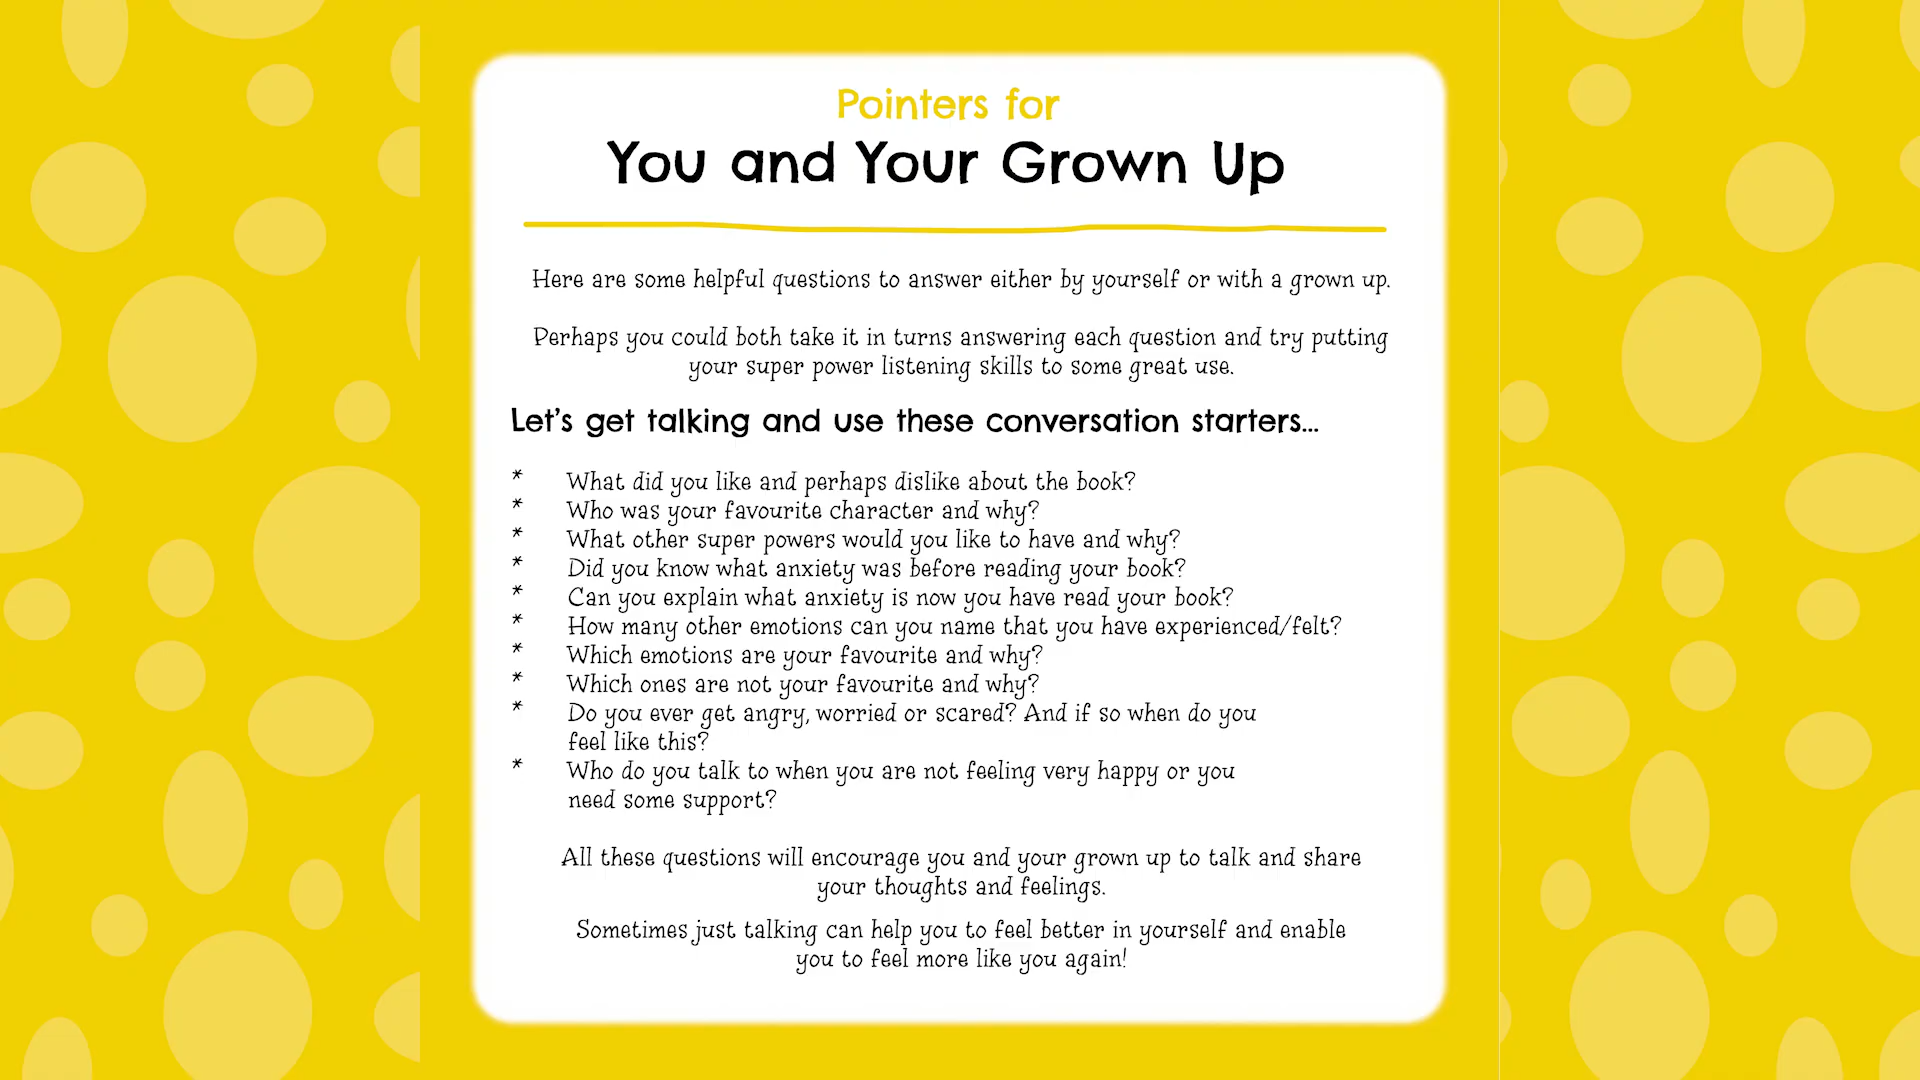 Pointers for
You and Your Grown Up
Here are some helpful questions to answer either by yourself or with a grown up.
Perhaps you could both take it in turns answering each question and try putting
your super power listening skills to some great use.
Let's get talking and use these conversation starters...
* What did you like and perhaps dislike about the book?
* Who was your favourite character and why?
* What other super powers would you like to have and why?
* Did you know what anxiety was before reading your book?
* Can you explain what anxiety is now you have read your book?
* How many other emotions can you name that you have experienced/felt?
* Which emotions are your favourite and why?
* Which ones are not your favourite and why?
* Do you ever get angry, worried or scared? And if so when do you
feel like this?
* Who do you talk to when you are not feeling very happy or you
need some support?
All these questions will encourage you and your grown up to talk and share
your thoughts and feelings.
Sometimes just talking can help you to feel better in yourself and enable
you to feel more like you again!